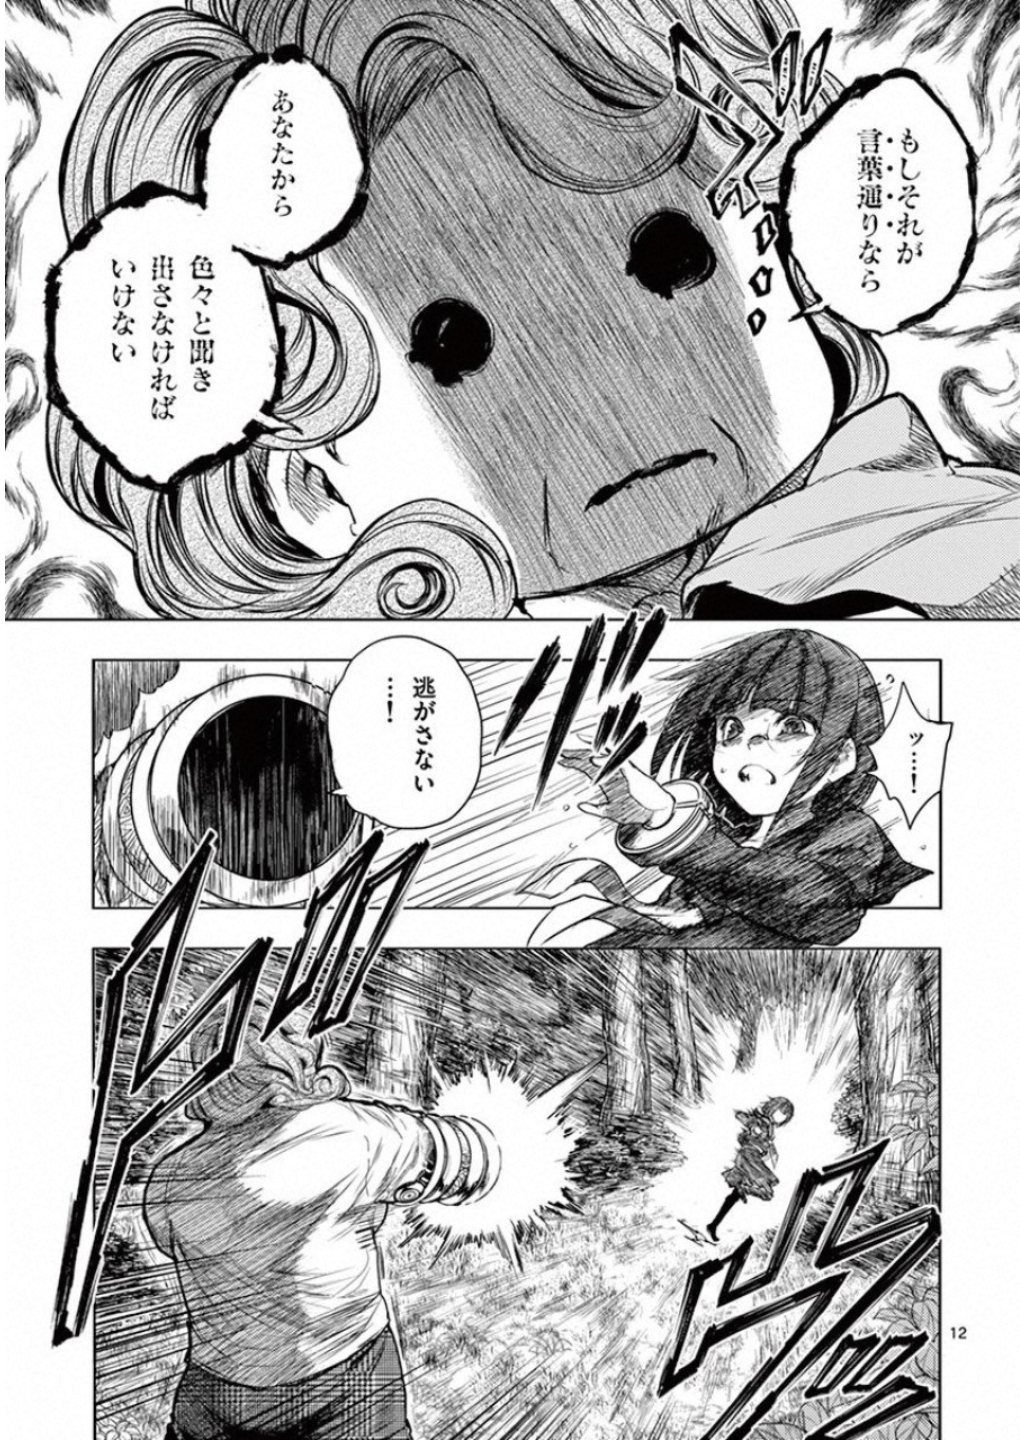 もしそれが
言葉通りなら
あなたから
色々と聞き
出さなければ
いけない
ッ…!
逃がさない
…!
12